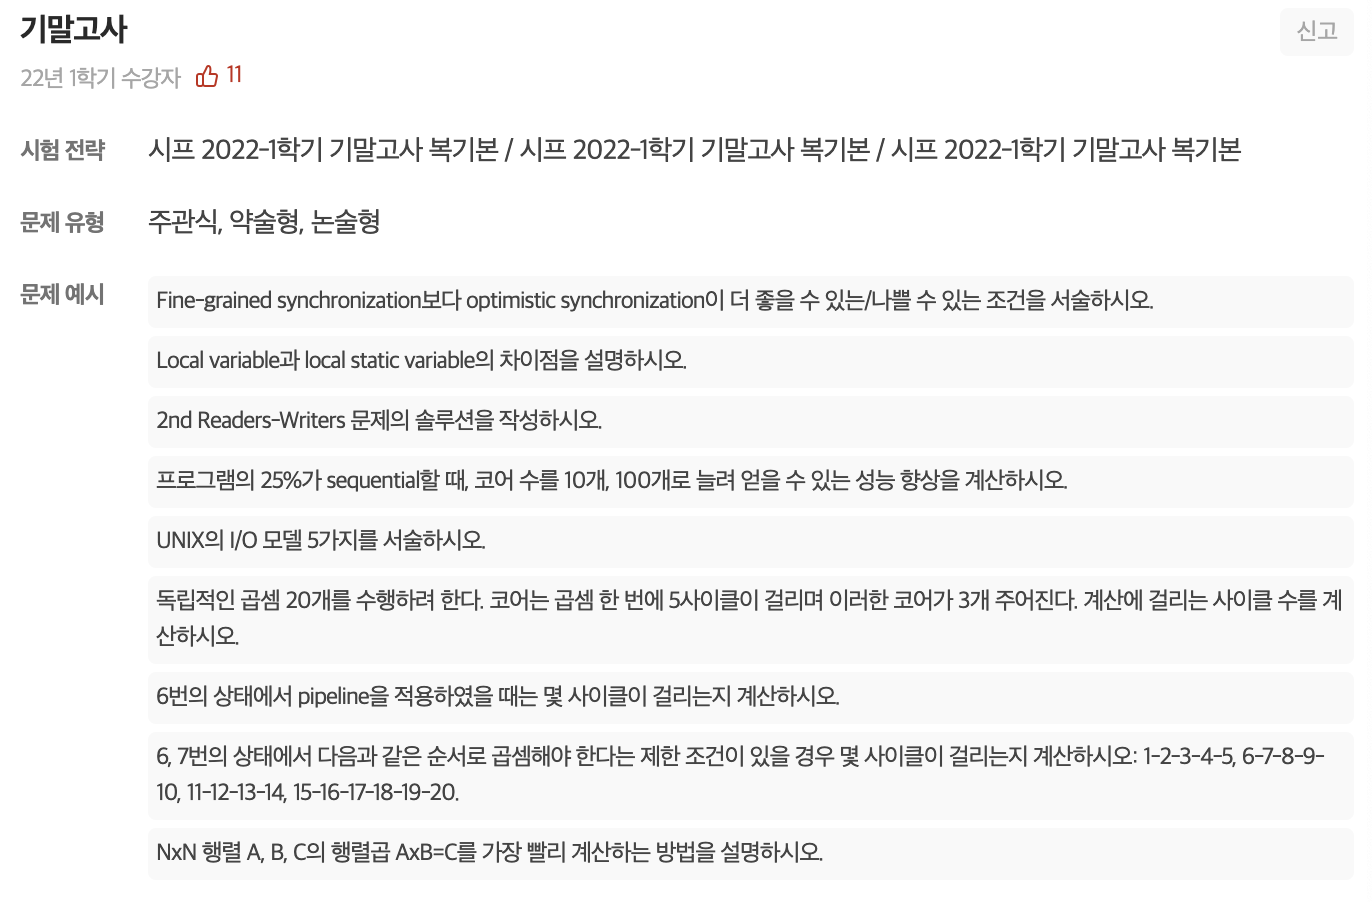 기말고사
신고
22년 1학기 수강자 11
시험 전략
시프 2022-1학기 기말고사 복기본 / 시프 2022-1학기 기말고사 복기본 / 시프 2022-1학기 기말고사 복기본
문제 유형
주관식, 약술형, 논술형
문제 예시
Fine-grained synchronization보다 optimistic synchronization이 더 좋을 수 있는/나쁠 수 있는 조건을 서술하시오.
Local variable과 local static variable의 차이점을 설명하시오.
2nd Readers-Writers 문제의 솔루션을 작성하시오.
프로그램의 25%가 sequential할 때, 코어 수를 10개, 100개로 늘려 얻을 수 있는 성능 향상을 계산하시오.
UNIX의 I/O 모델 5가지를 서술하시오.
독립적인 곱셈 20개를 수행하려 한다. 코어는 곱셈 한 번에 5사이클이 걸리며 이러한 코어가 3개 주어진다. 계산에 걸리는 사이클 수를 계
산하시오.
6번의 상태에서 pipeline을 적용하였을 때는 몇 사이클이 걸리는지 계산하시오.
6, 7번의 상태에서 다음과 같은 순서로 곱셈해야 한다는 제한 조건이 있을 경우 몇 사이클이 걸리는지 계산하시오: 1-2-3-4-5, 6-7-8-9-
10, 11-12-13-14, 15-16-17-18-19-20.
NxN 행렬 A, B, C의 행렬곱 AxB=C를 가장 빨리 계산하는 방법을 설명하시오.